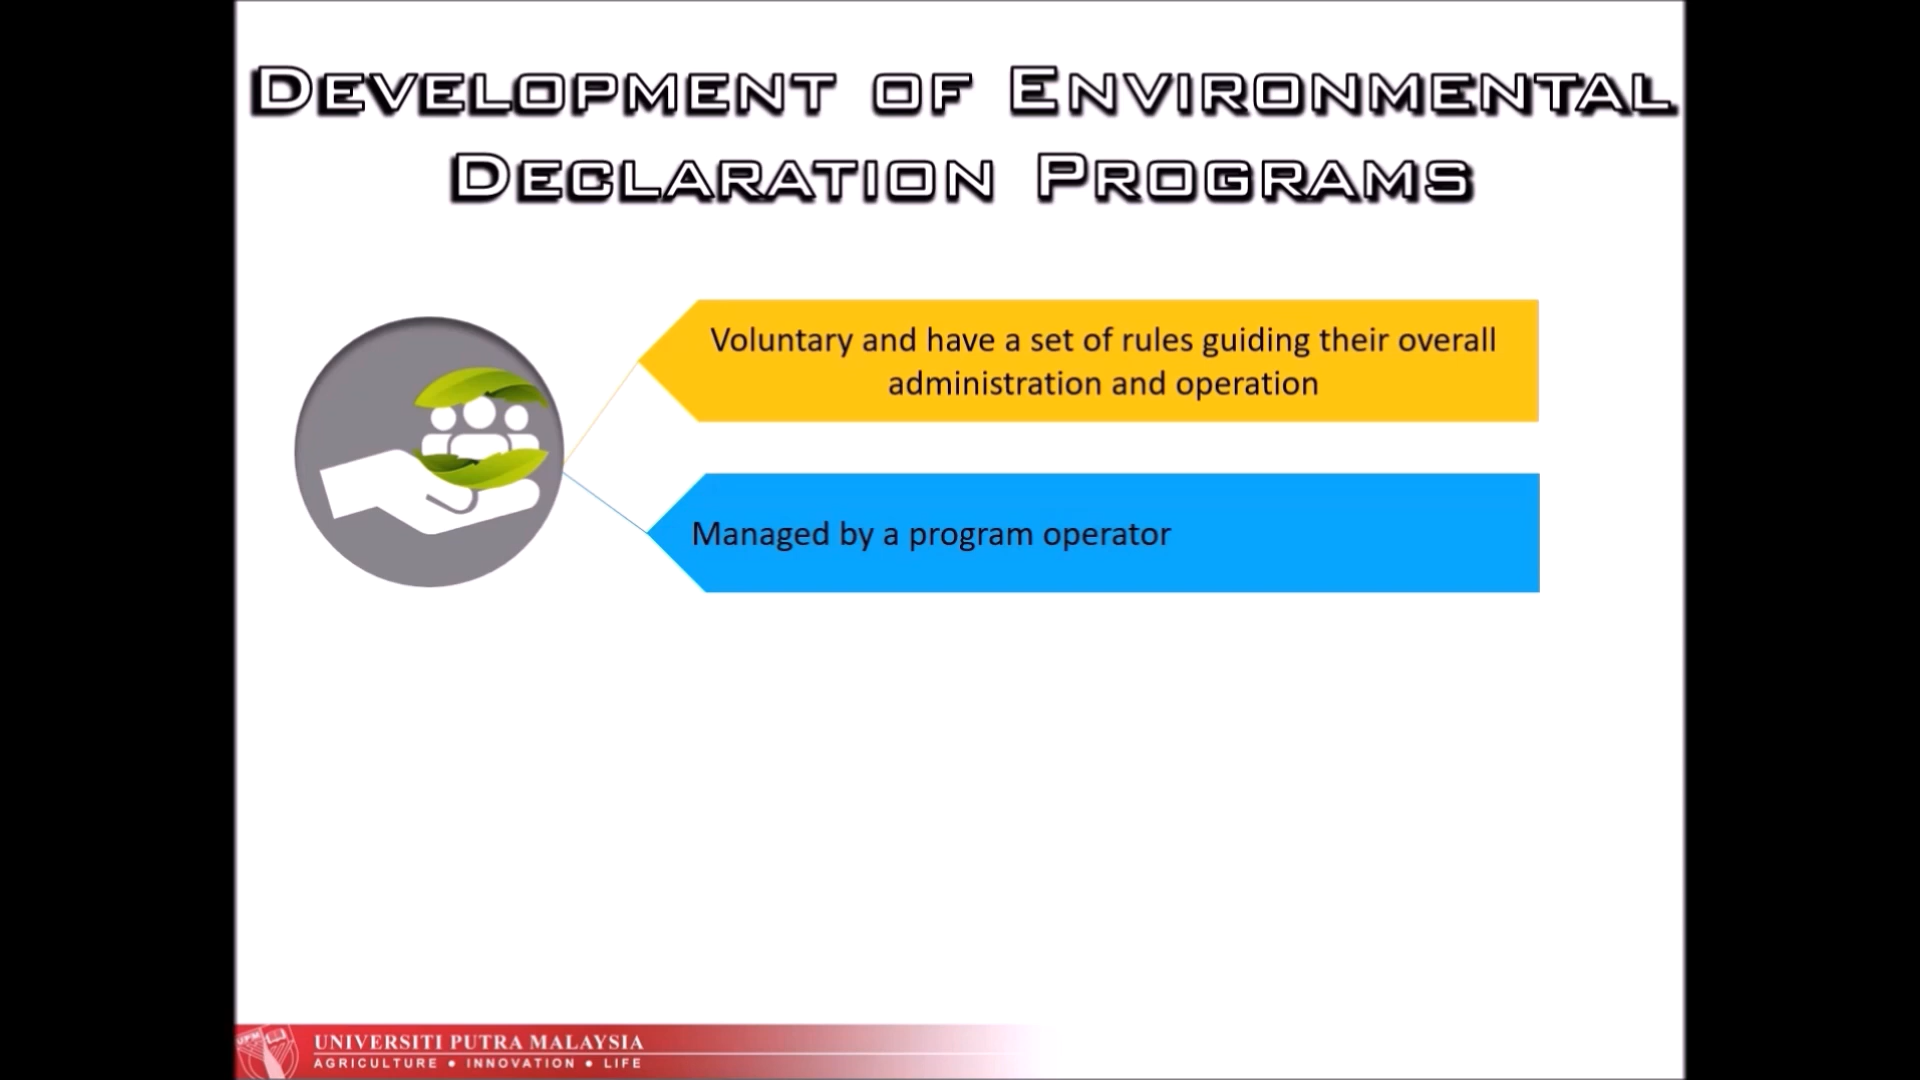 DEVELOPMENT OF ENVIRONMENTAL
DECLARATION PROGRAMS
Voluntary and have a set of rules guiding their overall
administration and operation
Managed by a program operator
UPM
UNIVERSITI PUTRA MALAYSIA
AGRICULTURE • INNOVATION • LIFE